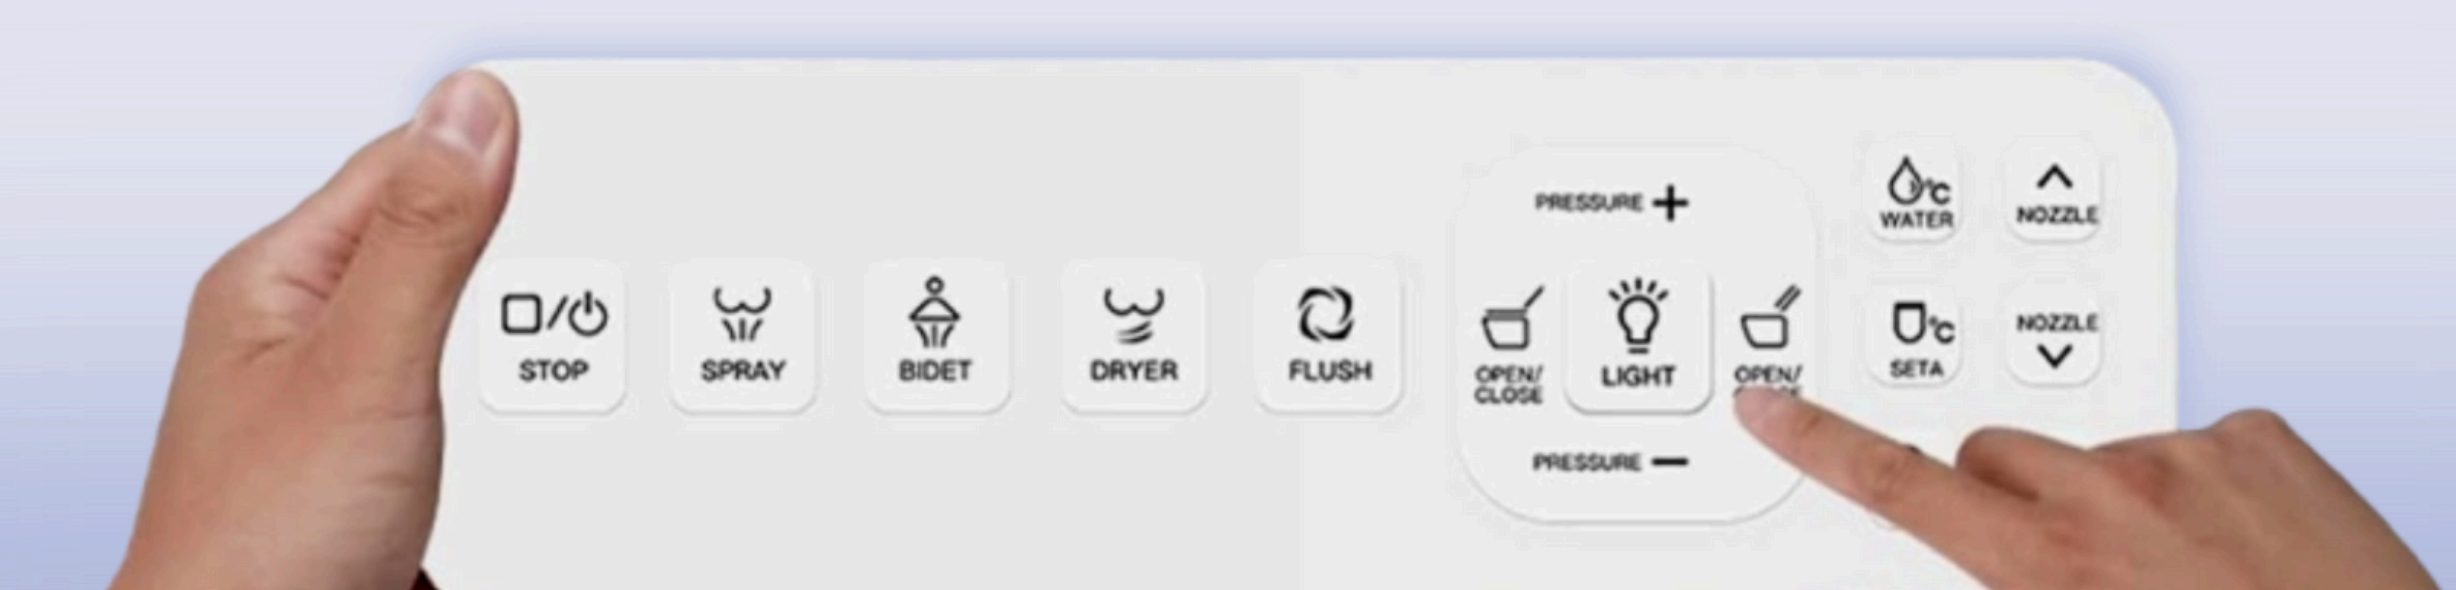 STOP
SPRAY
BIDET
DRYER
FLUSH
PRESSURE +
OPEN/
CLOSE
LIGHT
OPEN/
PRESSURE −
°C
WATER
NOZZLE
°C
SETA
NOZZLE